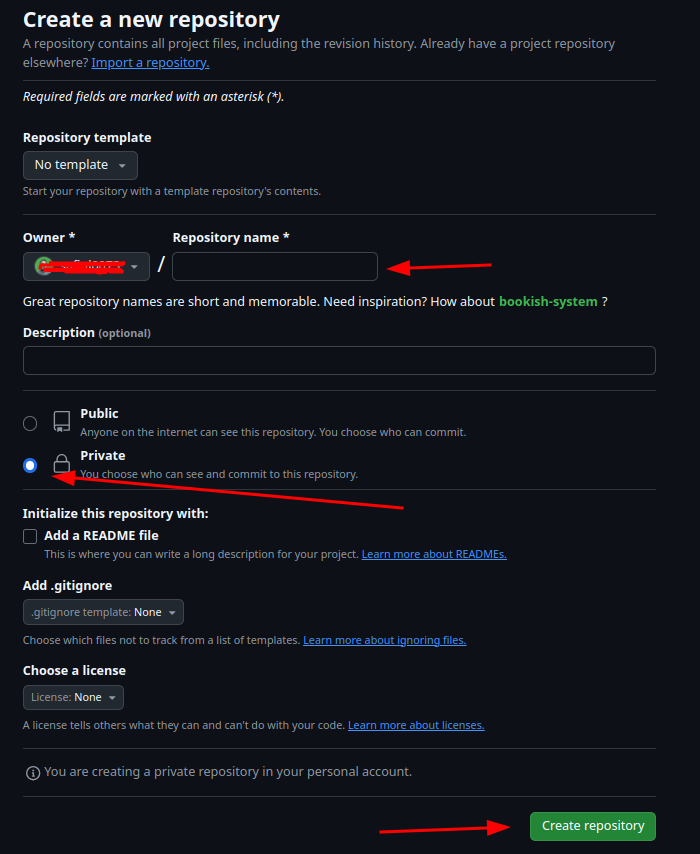 Create a new repository
A repository contains all project files, including the revision history. Already have a project repository
elsewhere? Import a repository.
Required fields are marked with an asterisk (*).
Repository template
No template
Start your repository with a template repository's contents.
Owner * Repository name *
/
Great repository names are short and memorable. Need inspiration? How about bookish-system ?
Description (optional)
Public
Anyone on the internet can see this repository. You choose who can commit.
Private
You choose who can see and commit to this repository.
Initialize this repository with:
Add a README file
This is where you can write a long description for your project. Learn more about READMEs.
Add .gitignore
.gitignore template: None
Choose which files not to track from a list of templates. Learn more about ignoring files.
Choose a license
License: None
A license tells others what they can and can't do with your code. Learn more about licenses.
You are creating a private repository in your personal account.
Create repository